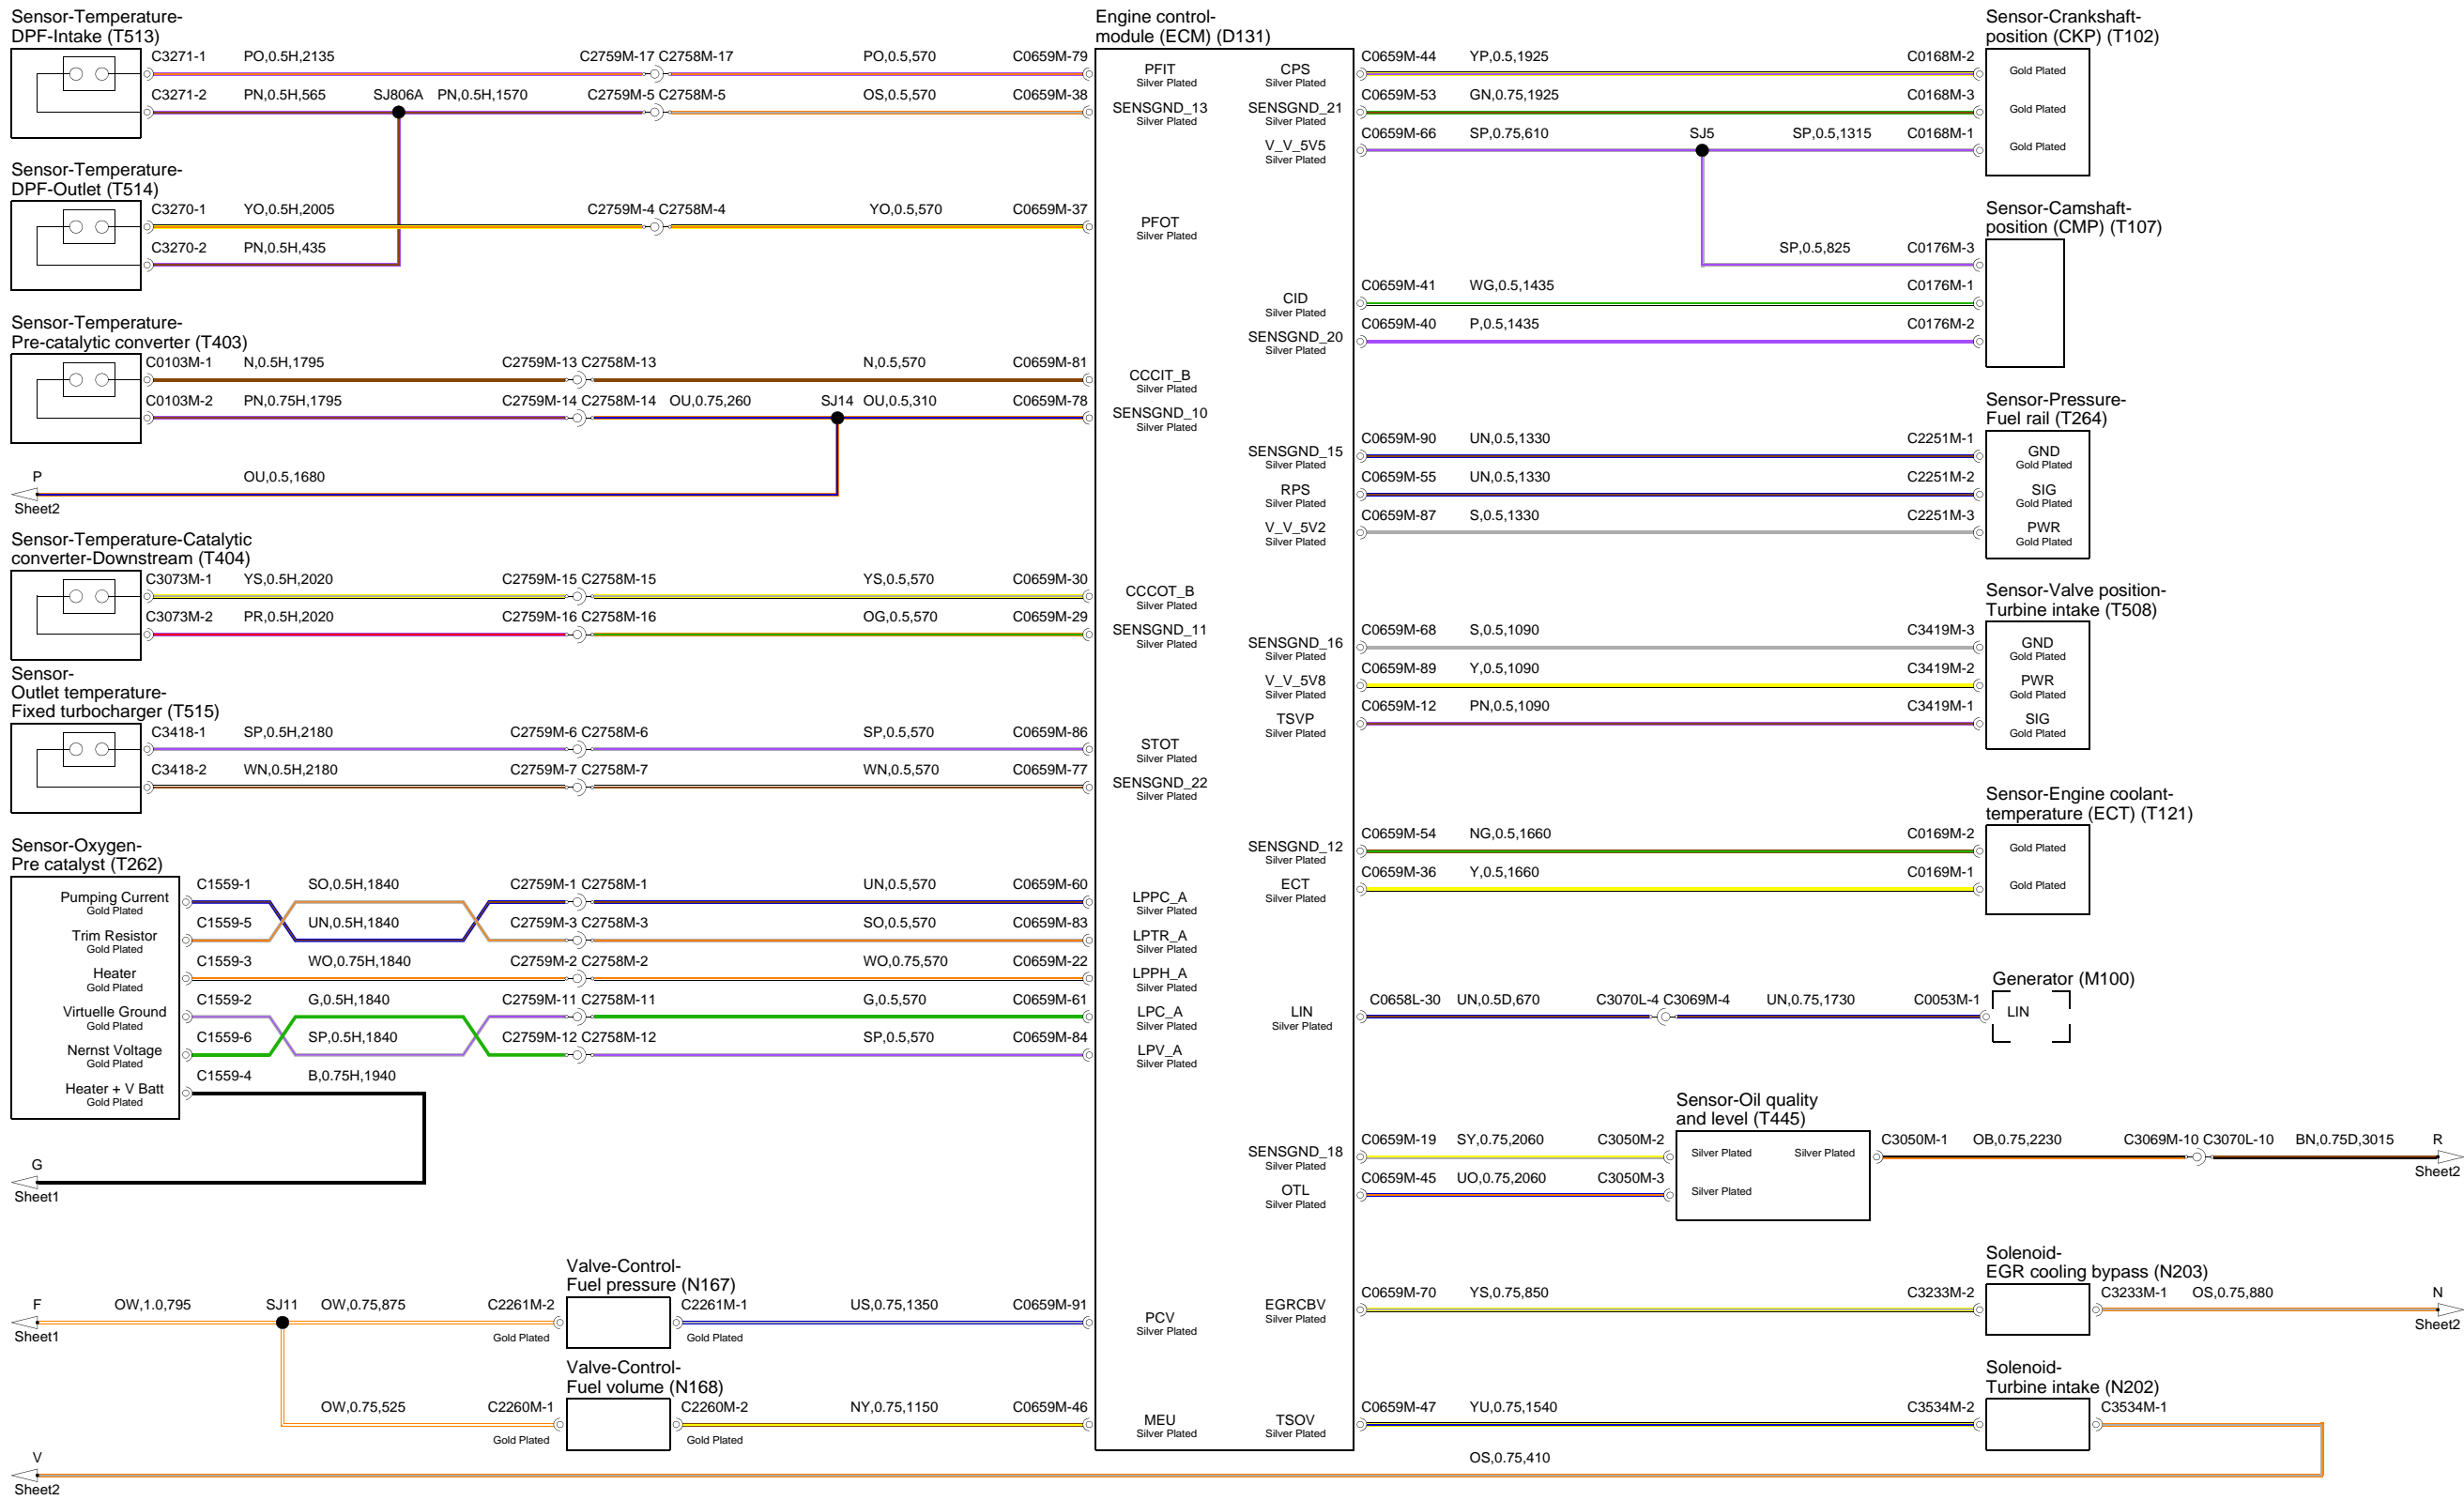 Sensor-Temperature-
DPF-Intake (T513)
C3271-1 PO,0.5H,2135 C2759M-17 C2758M-17 PO,0.5,570 C0659M-79
C3271-2 PN,0.5H,565 SJ806A PN,0.5H,1570 C2759M-5 C2758M-5 OS,0.5,570 C0659M-38
Sensor-Temperature-
DPF-Outlet (T514)
C3270-1 YO,0.5H,2005 C2759M-4 C2758M-4 YO,0.5,570 C0659M-37
C3270-2 PN,0.5H,435
Sensor-Temperature-
Pre-catalytic converter (T403)
C0103M-1 N,0.5H,1795 C2759M-13 C2758M-13 N,0.5,570 C0659M-81
C0103M-2 PN,0.75H,1795 C2759M-14 C2758M-14 OU,0.75,260 SJ14 OU,0.5,310 C0659M-78
P OU,0.5,1680
Sheet2
Sensor-Temperature-Catalytic
converter-Downstream (T404)
C3073M-1 YS,0.5H,2020 C2759M-15 C2758M-15 YS,0.5,570 C0659M-30
C3073M-2 PR,0.5H,2020 C2759M-16 C2758M-16 OG,0.5,570 C0659M-29
Sensor-
Outlet temperature-
Fixed turbocharger (T515)
C3418-1 SP,0.5H,2180 C2759M-6 C2758M-6 SP,0.5,570 C0659M-86
C3418-2 WN,0.5H,2180 C2759M-7 C2758M-7 WN,0.5,570 C0659M-77
Sensor-Oxygen-
Pre catalyst (T262)
C1559-1 SO,0.5H,1840 C2759M-1 C2758M-1 UN,0.5,570 C0659M-60
Pumping Current
Gold Plated
C1559-5 UN,0.5H,1840 C2759M-3 C2758M-3 SO,0.5,570 C0659M-83
Trim Resistor
Gold Plated
C1559-3 WO,0.75H,1840 C2759M-2 C2758M-2 WO,0.75,570 C0659M-22
Heater
Gold Plated
C1559-2 G,0.5H,1840 C2759M-11 C2758M-11 G,0.5,570 C0659M-61
Virtuelle Ground
Gold Plated
C1559-6 SP,0.5H,1840 C2759M-12 C2758M-12 SP,0.5,570 C0659M-84
Nernst Voltage
Gold Plated
C1559-4 B,0.75H,1940
Heater + V Batt
Gold Plated
G
Sheet1
Valve-Control-
Fuel pressure (N167)
F OW,1.0,795 SJ11 OW,0.75,875 C2261M-2 C2261M-1 US,0.75,1350 C0659M-91
Sheet1 Gold Plated Gold Plated
Valve-Control-
Fuel volume (N168)
OW,0.75,525 C2260M-1 C2260M-2 NY,0.75,1150 C0659M-46
Gold Plated Gold Plated
V
Sheet2
Engine control-
module (ECM) (D131)
PFIT
Silver Plated
SENSGND_13
Silver Plated
PFOT
Silver Plated
CCCIT_B
Silver Plated
SENSGND_10
Silver Plated
CCCOT_B
Silver Plated
SENSGND_11
Silver Plated
STOT
Silver Plated
SENSGND_22
Silver Plated
LPPC_A
Silver Plated
LPTR_A
Silver Plated
LPPH_A
Silver Plated
LPC_A
Silver Plated
LPV_A
Silver Plated
PCV
Silver Plated
MEU
Silver Plated
CPS
Silver Plated
SENSGND_21
Silver Plated
V_V_5V5
Silver Plated
CID
Silver Plated
SENSGND_20
Silver Plated
SENSGND_15
Silver Plated
RPS
Silver Plated
V_V_5V2
Silver Plated
SENSGND_16
Silver Plated
V_V_5V8
Silver Plated
TSVP
Silver Plated
SENSGND_12
Silver Plated
ECT
Silver Plated
LIN
Silver Plated
SENSGND_18
Silver Plated
OTL
Silver Plated
EGRCBV
Silver Plated
TSOV
Silver Plated
Sensor-Crankshaft-
position (CKP) (T102)
C0659M-44 YP,0.5,1925 C0168M-2
Gold Plated
C0659M-53 GN,0.75,1925 C0168M-3
Gold Plated
C0659M-66 SP,0.75,610 SJ5 SP,0.5,1315 C0168M-1
Gold Plated
Sensor-Camshaft-
position (CMP) (T107)
SP,0.5,825 C0176M-3
C0659M-41 WG,0.5,1435 C0176M-1
C0659M-40 P,0.5,1435 C0176M-2
Sensor-Pressure-
Fuel rail (T264)
C0659M-90 UN,0.5,1330 C2251M-1
GND
Gold Plated
C0659M-55 UN,0.5,1330 C2251M-2
SIG
Gold Plated
C0659M-87 S,0.5,1330 C2251M-3
PWR
Gold Plated
Sensor-Valve position-
Turbine intake (T508)
C0659M-68 S,0.5,1090 C3419M-3
GND
Gold Plated
C0659M-89 Y,0.5,1090 C3419M-2
PWR
Gold Plated
C0659M-12 PN,0.5,1090 C3419M-1
SIG
Gold Plated
Sensor-Engine coolant-
temperature (ECT) (T121)
C0659M-54 NG,0.5,1660 C0169M-2
Gold Plated
C0659M-36 Y,0.5,1660 C0169M-1
Gold Plated
Generator (M100)
C0658L-30 UN,0.5D,670 C3070L-4 C3069M-4 UN,0.75,1730 C0053M-1
LIN
Sensor-Oil quality
and level (T445)
C0659M-19 SY,0.75,2060 C3050M-2 C3050M-1 OB,0.75,2230 C3069M-10 C3070L-10 BN,0.75D,3015 R
Silver Plated Silver Plated
Sheet2
C0659M-45 UO,0.75,2060 C3050M-3
Silver Plated
Solenoid-
EGR cooling bypass (N203)
C0659M-70 YS,0.75,850 C3233M-2 C3233M-1 OS,0.75,880 N
Sheet2
Solenoid-
Turbine intake (N202)
C0659M-47 YU,0.75,1540 C3534M-2 C3534M-1
OS,0.75,410